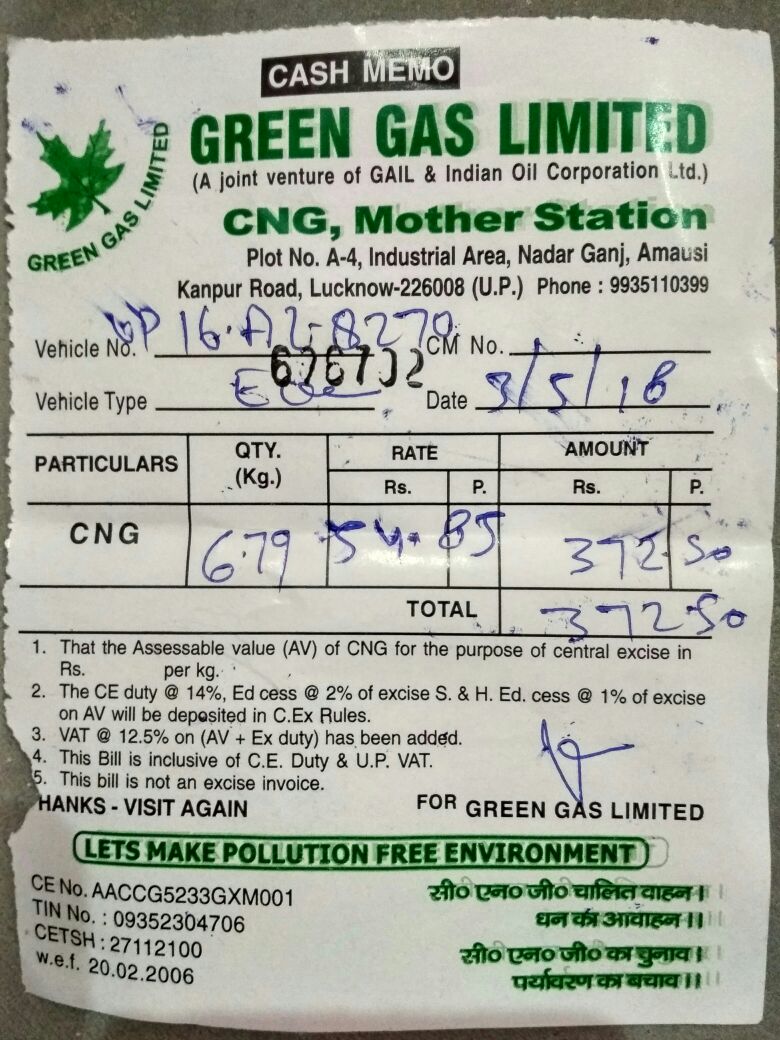 CASH MEMO
GREEN GAS LIMITED
GREEN GAS LIMITED
(A joint venture of GAIL & Indian Oil Corporation Ltd.)
CNG, Mother Station
Plot No. A-4, Industrial Area, Nadar Ganj, Amausi
Kanpur Road, Lucknow-226008 (U.P.) Phone : 9935110399
Vehicle No. UP 16.AZ-8270 CM No.
626702
Vehicle Type Date 3/5/18
PARTICULARS QTY. (Kg.) RATE AMOUNT
Rs. P. Rs. P.
CNG 6.79 54.85 372.50
TOTAL 372.50
1. That the Assessable value (AV) of CNG for the purpose of central excise in
Rs. per kg.
2. The CE duty @ 14%, Ed cess @ 2% of excise S. & H. Ed. cess @ 1% of excise
on AV will be deposited in C.Ex Rules.
3. VAT @ 12.5% on (AV + Ex duty) has been added.
4. This Bill is inclusive of C.E. Duty & U.P. VAT.
5. This bill is not an excise invoice.
HANKS - VISIT AGAIN FOR GREEN GAS LIMITED
LETS MAKE POLLUTION FREE ENVIRONMENT
CE No. AACCG5233GXM001
TIN No. : 09352304706
CETSH : 27112100
w.e.f. 20.02.2006
सी० एन० जी० चालित वाहन।
धन का आवाहन।।
सी० एन० जी० का चुनाव।
पर्यावरण का बचाव।।